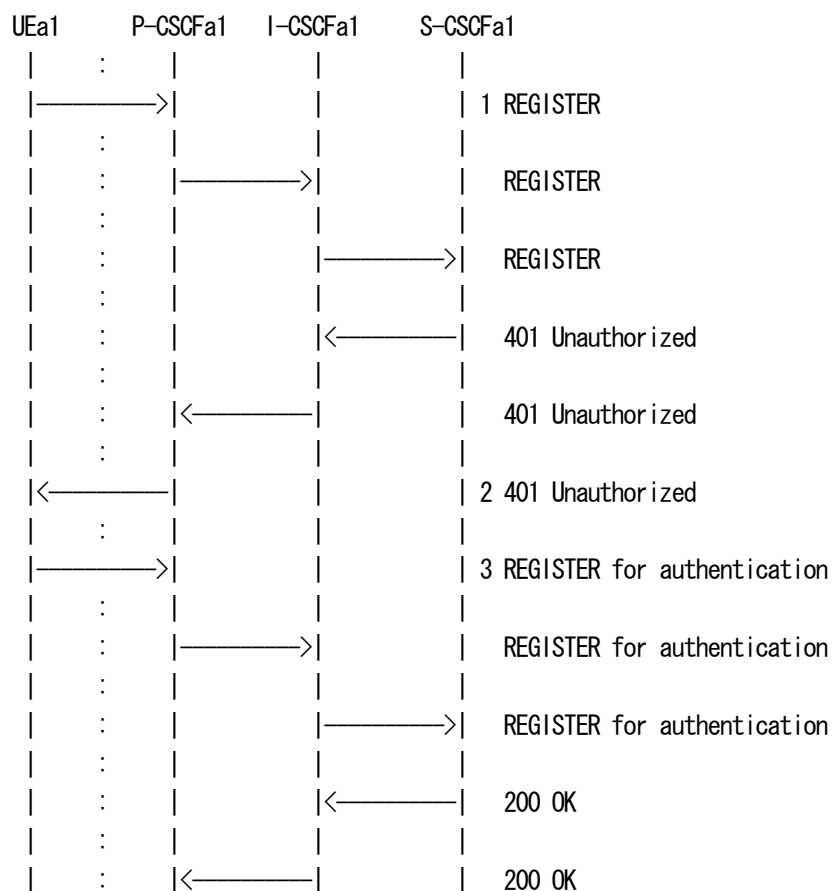 UEa1 P-CSCFa1 I-CSCFa1 S-CSCFa1
1 REGISTER
REGISTER
REGISTER
401 Unauthorized
401 Unauthorized
2 401 Unauthorized
3 REGISTER for authentication
REGISTER for authentication
REGISTER for authentication
200 OK
200 OK